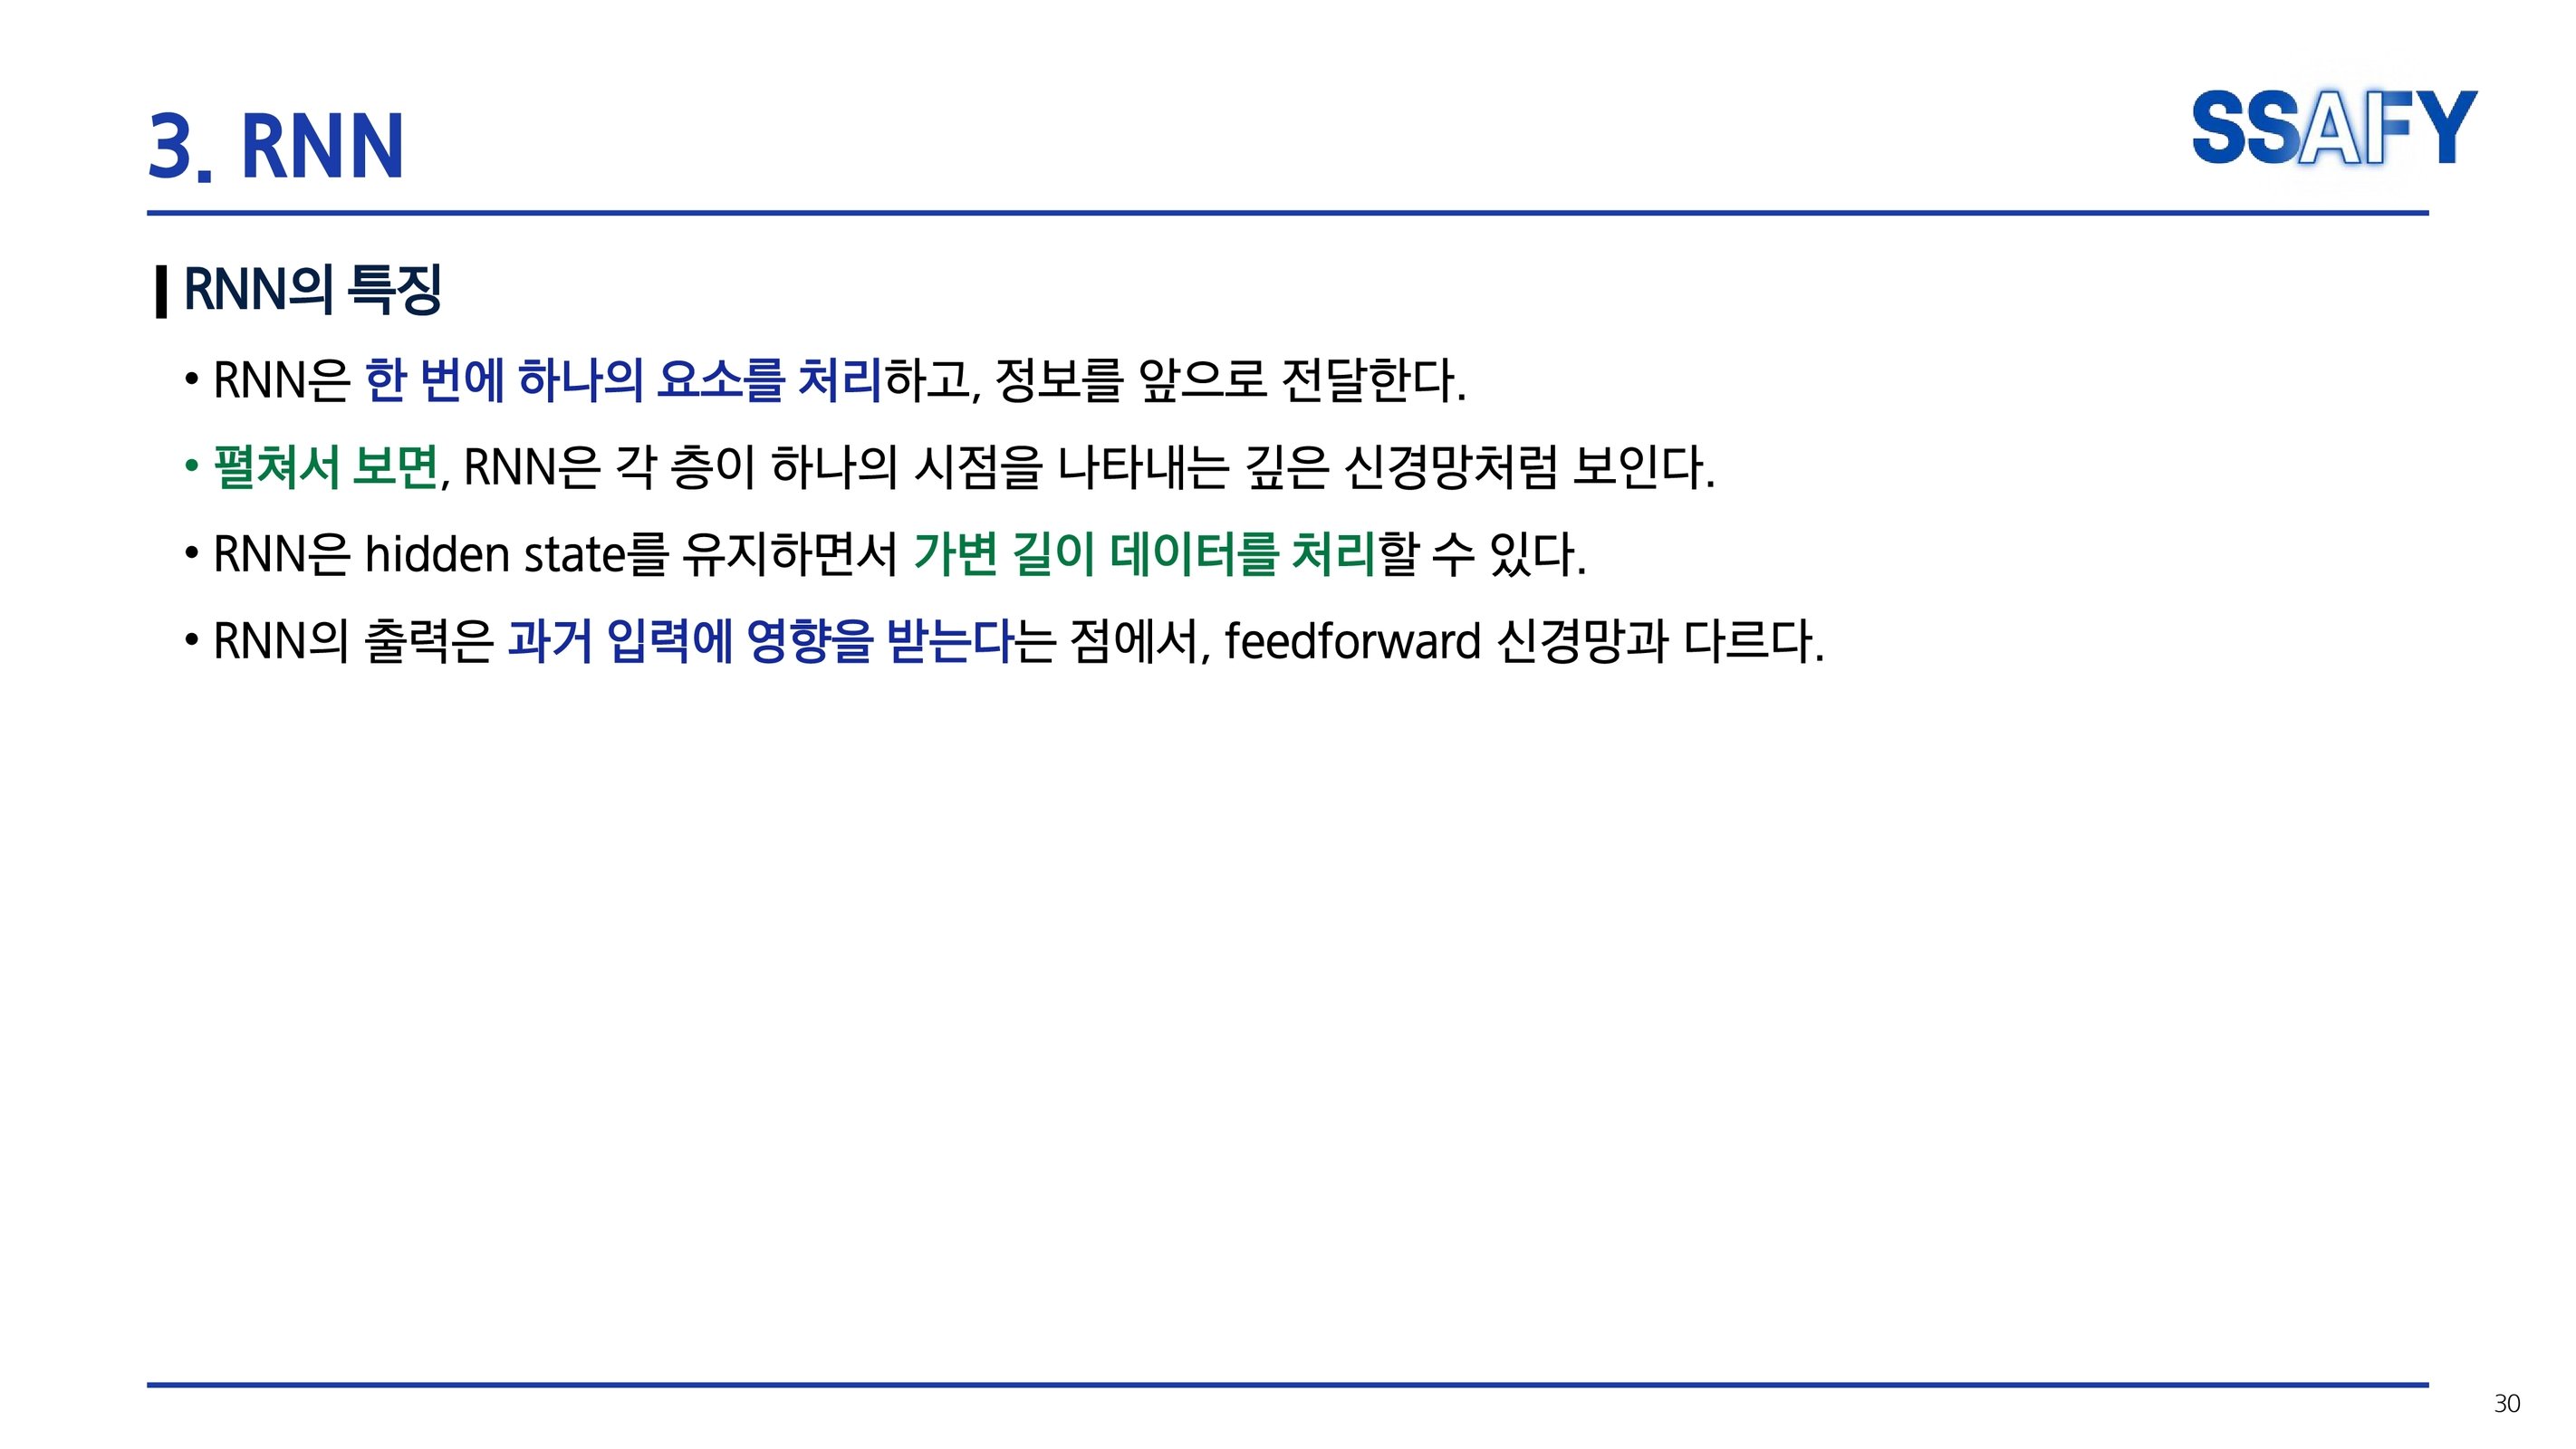 3. RNN
SSAFY
RNN의 특징
• RNN은 한 번에 하나의 요소를 처리하고, 정보를 앞으로 전달한다.
• 펼쳐서 보면, RNN은 각 층이 하나의 시점을 나타내는 깊은 신경망처럼 보인다.
• RNN은 hidden state를 유지하면서 가변 길이 데이터를 처리할 수 있다.
• RNN의 출력은 과거 입력에 영향을 받는다는 점에서, feedforward 신경망과 다르다.
30